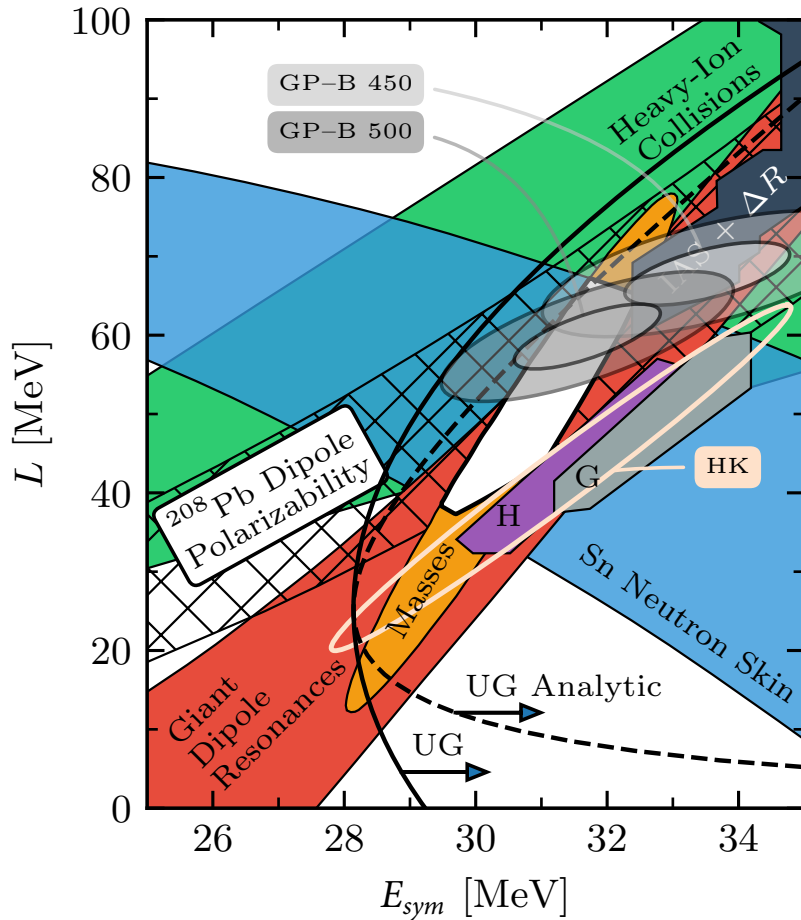 100
80
60
40
20
0
L [MeV]
26
28
30
32
34
E_sym [MeV]
GP–B 450
GP–B 500
Heavy-Ion
Collisions
IAS × ΔR
²⁰⁸Pb Dipole
Polarizability
HK
G
H
Masses
Sn Neutron Skin
Giant
Dipole
Resonances
UG Analytic
UG